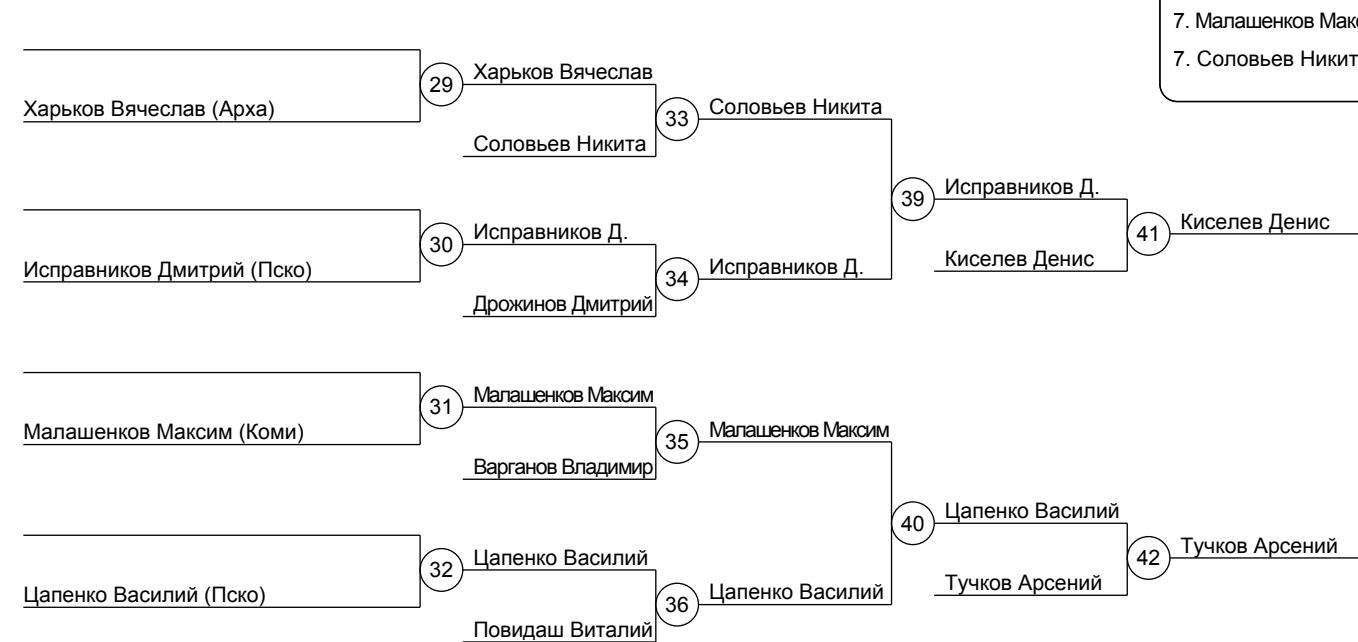 7. Малашенков Мак
7. Соловьев Никит
29 Харьков Вячеслав
Харьков Вячеслав (Арха)
33 Соловьев Никита
Соловьев Никита
39 Исправников Д.
30 Исправников Д.
41 Киселев Денис
Исправников Дмитрий (Пско)
34 Исправников Д.
Киселев Денис
Дрожинов Дмитрий
31 Малашенков Максим
Малашенков Максим (Коми)
35 Малашенков Максим
Варганов Владимир
40 Цапенко Василий
32 Цапенко Василий
42 Тучков Арсений
Цапенко Василий (Пско)
36 Цапенко Василий
Тучков Арсений
Повидаш Виталий